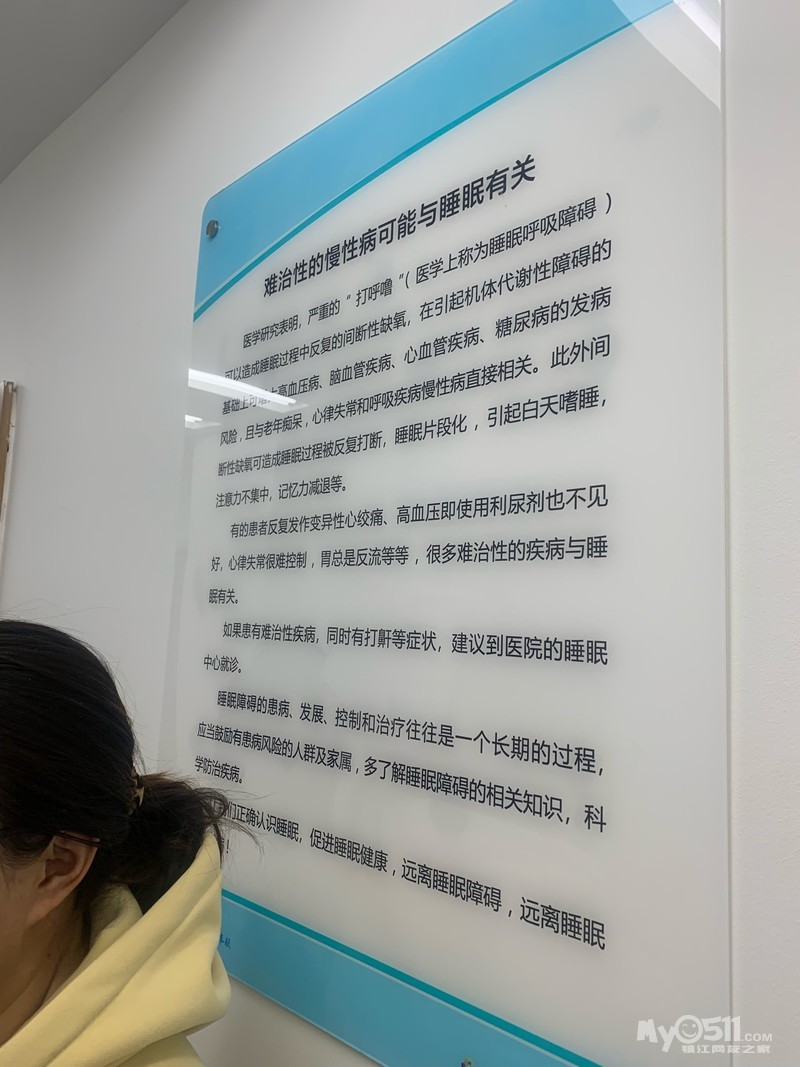 难治性的慢性病可能与睡眠有关
医学研究表明，严重的“打呼噜“（医学上称为睡眠呼吸障碍）
可以造成睡眠过程中反复的间断性缺氧，在引起机体代谢性障碍的
基础上可 高血压病、脑血管疾病、心血管疾病、糖尿病的发病
风险，且与老年痴呆，心律失常和呼吸疾病慢性病直接相关。此外间
断性缺氧可造成睡眠过程被反复打断，睡眠片段化，引起白天嗜睡，
注意力不集中，记忆力减退等。
有的患者反复发作变异性心绞痛、高血压即使用利尿剂也不见
好，心律失常很难控制，胃总是反流等等，很多难治性的疾病与睡
眠有关。
如果患有难治性疾病，同时有打鼾等症状，建议到医院的睡眠
中心就诊。
睡眠障碍的患病、发展、控制和治疗往往是一个长期的过程，
应当鼓励有患病风险的人群及家属，多了解睡眠障碍的相关知识，科
学防治疾病。
们正确认识睡眠，促进睡眠健康，远离睡眠障碍，远离睡眠
！
My0511.COM
镇江网友之家